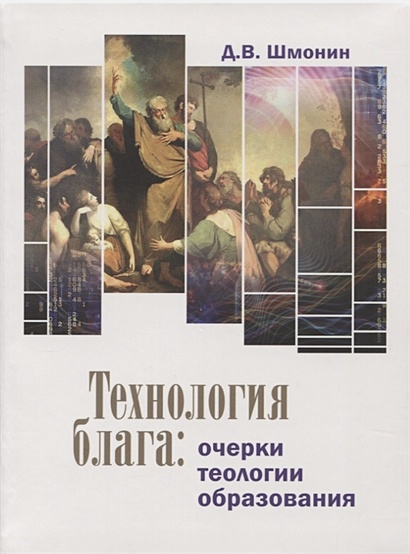 Д.В. Шмонин
Технология
блага: очерки
теологии
образования